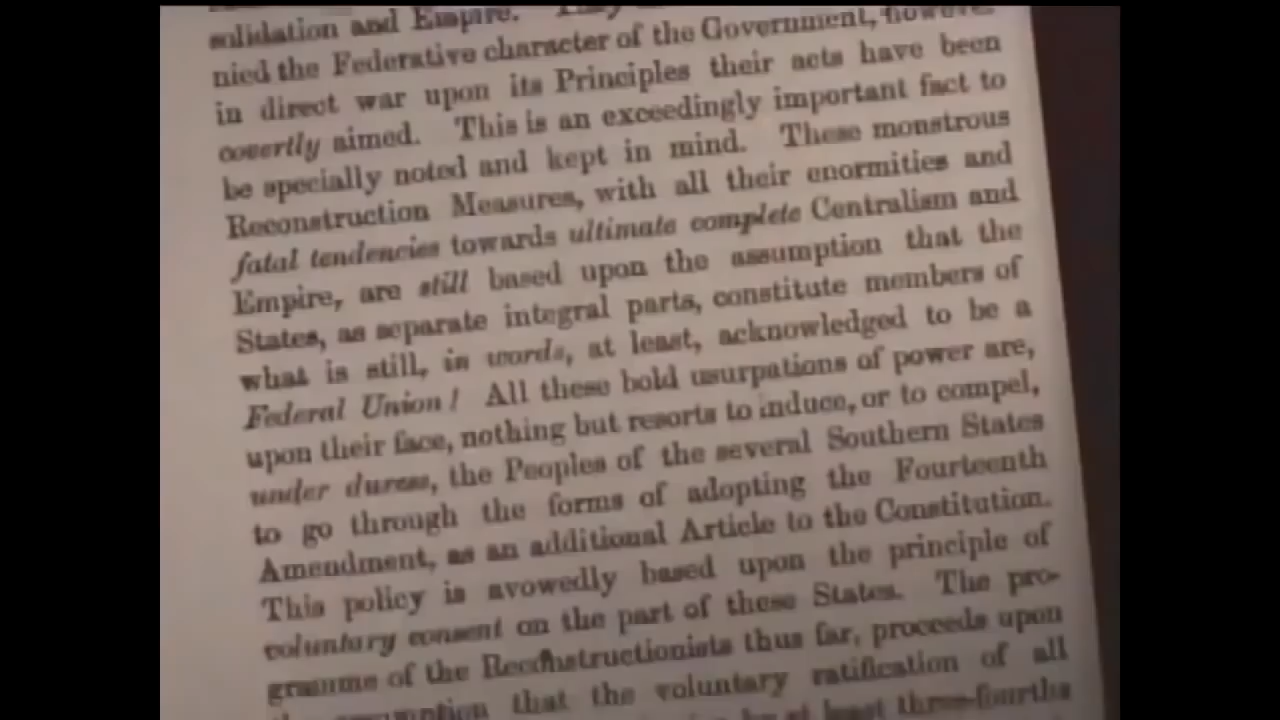 solidation and Empire. They
nied the Federative character of the Government, however
in direct war upon its Principles their acts have been
covertly aimed. This is an exceedingly important fact to
be specially noted and kept in mind. These monstrous
Reconstruction Measures, with all their enormities and
fatal tendencies towards ultimate complete Centralism and
Empire, are still based upon the assumption that the
States, as separate integral parts, constitute members of
what is still, in words, at least, acknowledged to be a
Federal Union! All these bold usurpations of power are,
upon their face, nothing but resorts to induce, or to compel,
under duress, the Peoples of the several Southern States
to go through the forms of adopting the Fourteenth
Amendment, as an additional Article to the Constitution.
This policy is avowedly based upon the principle of
voluntary consent on the part of these States. The pro-
gramme of the Reconstructionists thus far, proceeds upon
the assumption that the voluntary ratification of all
at least three-fourths